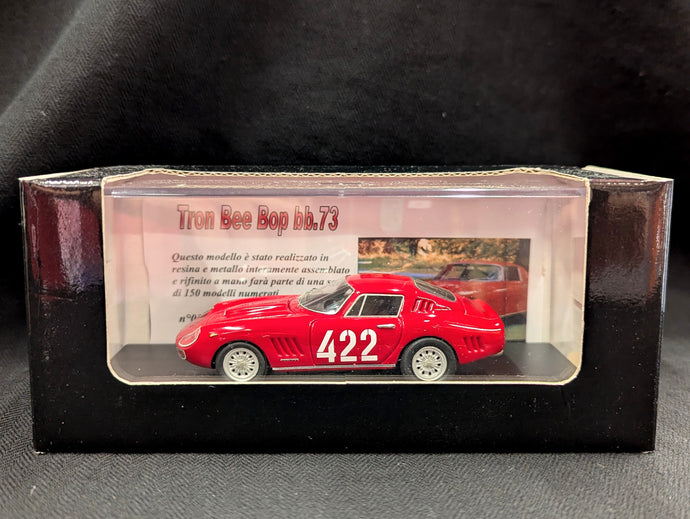 Tron Bee Bop bb.73
Questo modello è stato realizzato in
resina e metallo interamente assemblato
e rifinito a mano farà parte di una
di 150 modelli numerati
422